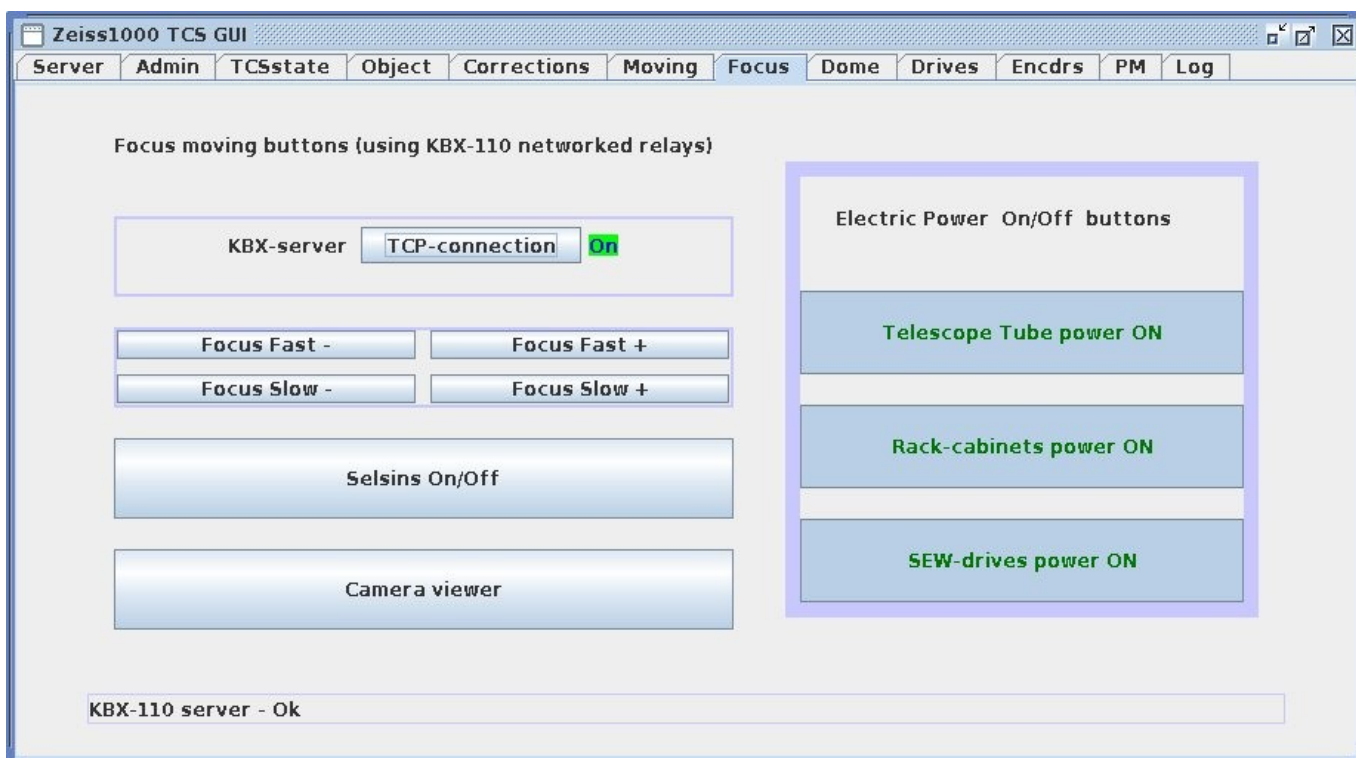 Zeiss1000 TCS GUI
Server Admin TCSstate Object Corrections Moving Focus Dome Drives Encdrs PM Log
Focus moving buttons (using KBX-110 networked relays)
KBX-server TCP-connection On
Focus Fast - Focus Fast +
Focus Slow - Focus Slow +
Selsins On/Off
Camera viewer
Electric Power On/Off buttons
Telescope Tube power ON
Rack-cabinets power ON
SEW-drives power ON
KBX-110 server - Ok